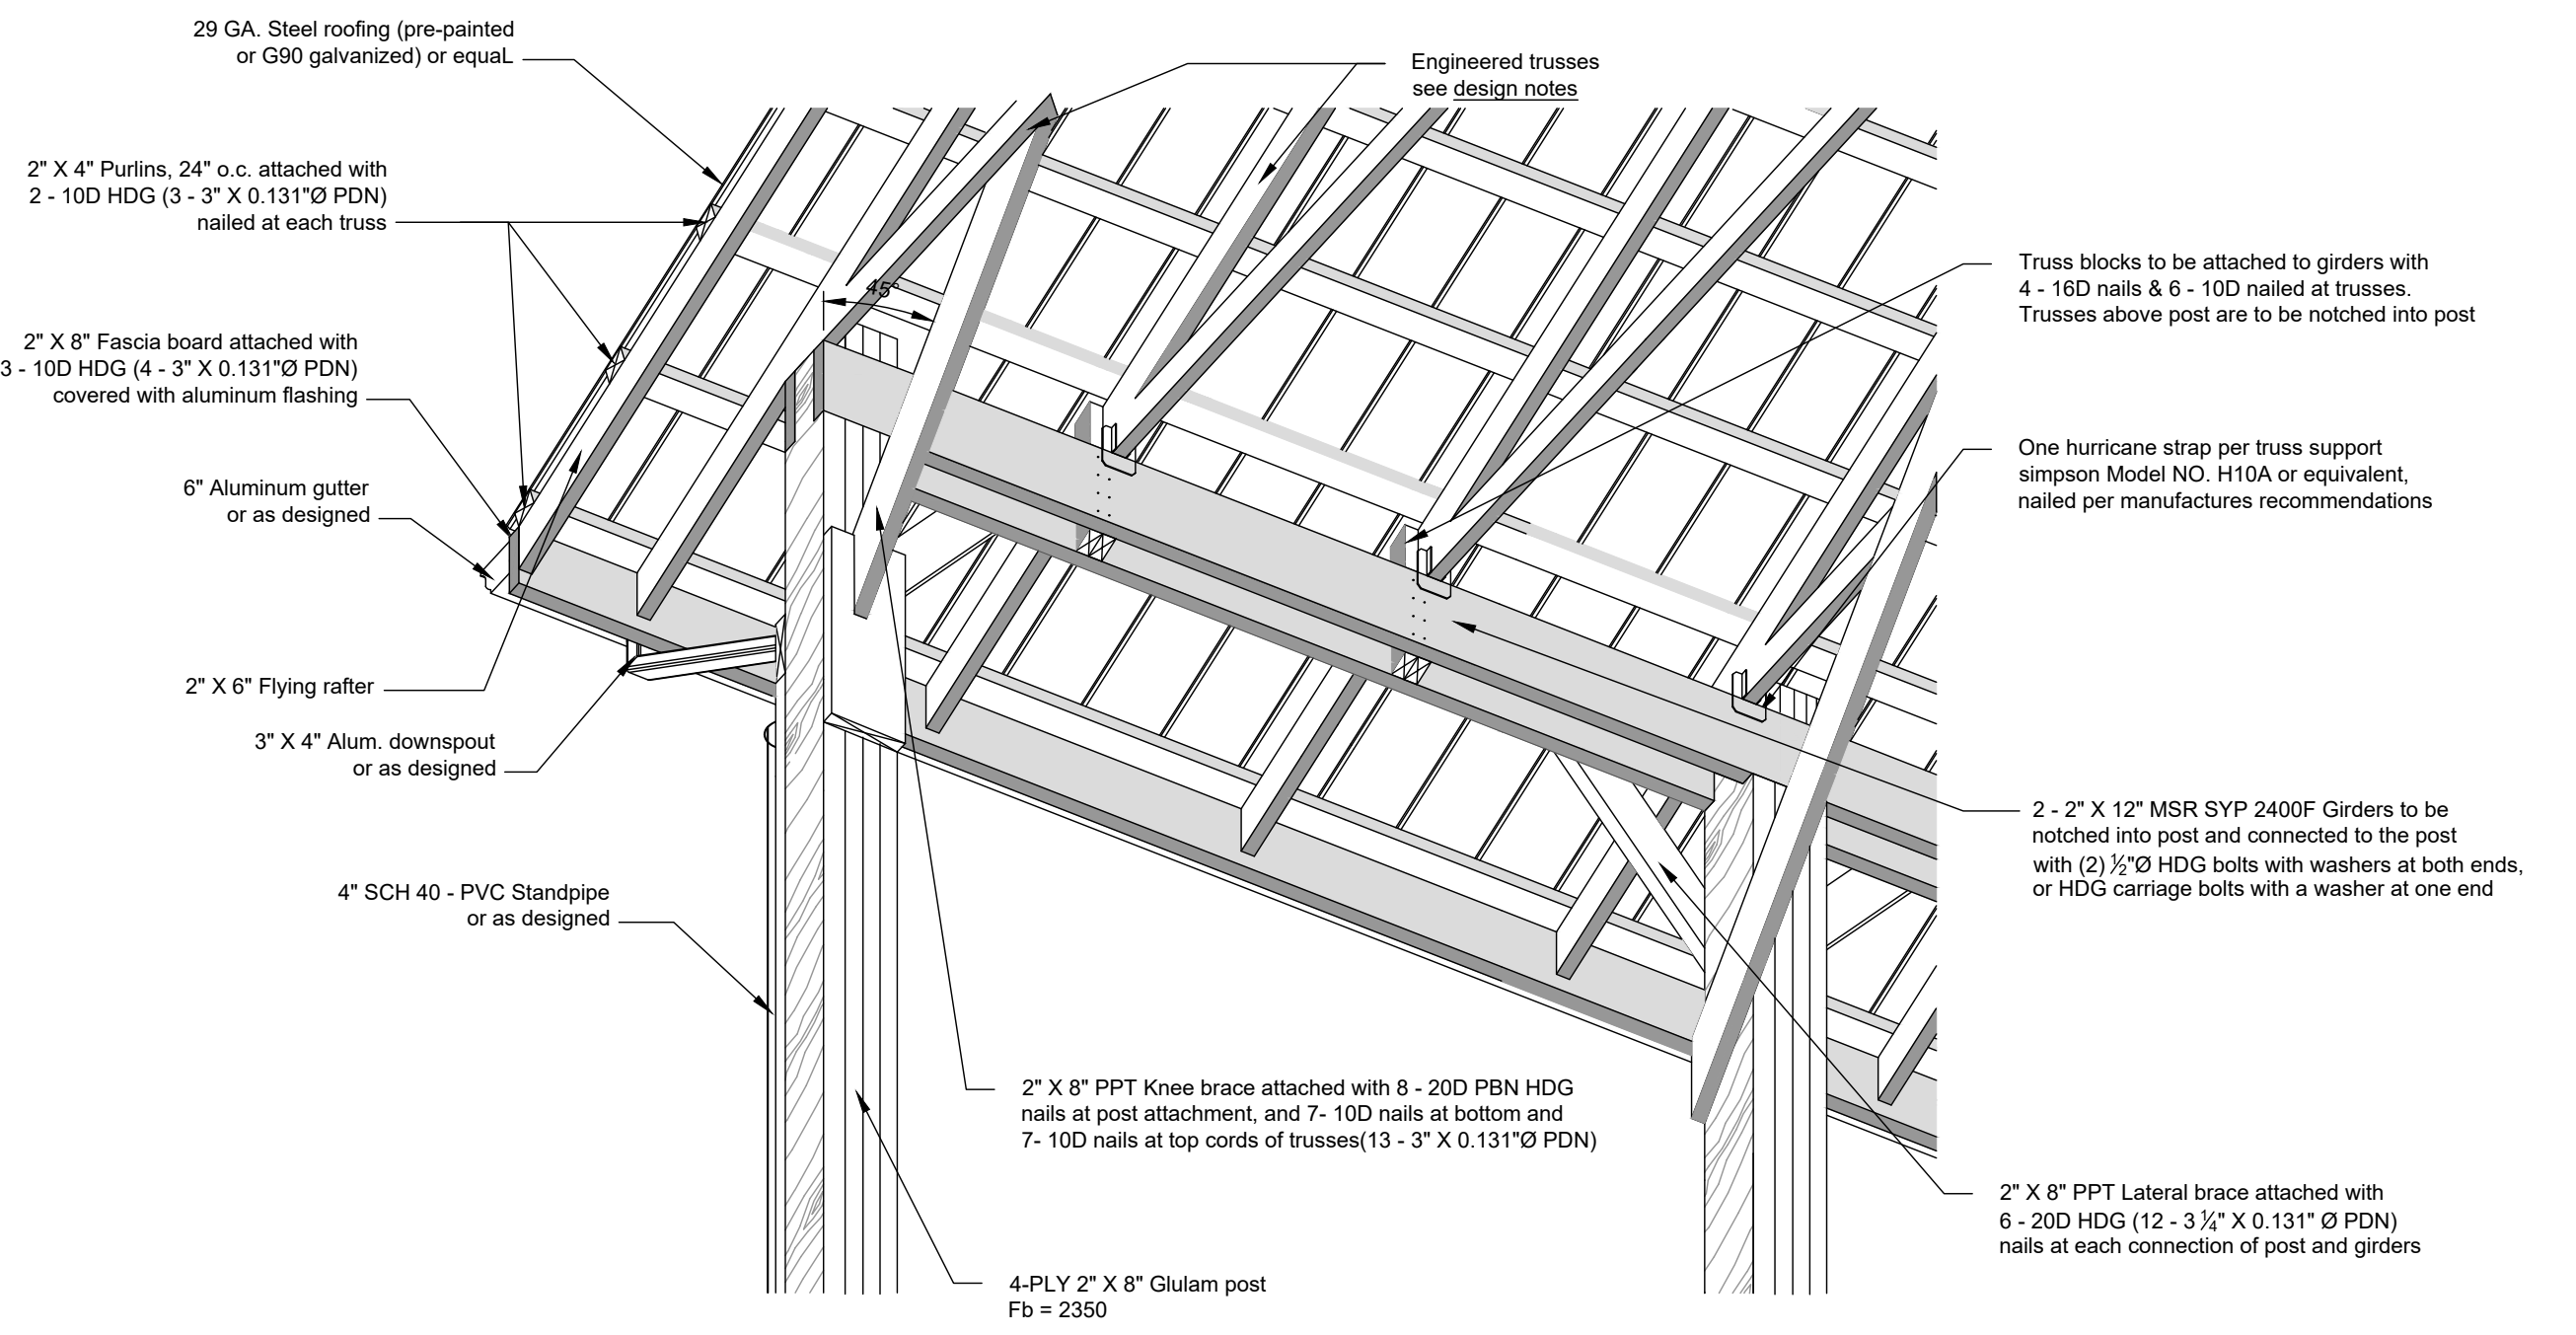 29 GA. Steel roofing (pre-painted
or G90 galvanized) or equaL
Engineered trusses
see design notes
2" X 4" Purlins, 24" o.c. attached with
2 - 10D HDG (3 - 3" X 0.131"Ø PDN)
nailed at each truss
Truss blocks to be attached to girders with
4 - 16D nails & 6 - 10D nailed at trusses.
Trusses above post are to be notched into post
45°
2" X 8" Fascia board attached with
3 - 10D HDG (4 - 3" X 0.131"Ø PDN)
covered with aluminum flashing
One hurricane strap per truss support
simpson Model NO. H10A or equivalent,
nailed per manufactures recommendations
6" Aluminum gutter
or as designed
2" X 6" Flying rafter
3" X 4" Alum. downspout
or as designed
2 - 2" X 12" MSR SYP 2400F Girders to be
notched into post and connected to the post
with (2) ½"Ø HDG bolts with washers at both ends,
or HDG carriage bolts with a washer at one end
4" SCH 40 - PVC Standpipe
or as designed
2" X 8" PPT Knee brace attached with 8 - 20D PBN HDG
nails at post attachment, and 7- 10D nails at bottom and
7- 10D nails at top cords of trusses(13 - 3" X 0.131"Ø PDN)
2" X 8" PPT Lateral brace attached with
6 - 20D HDG (12 - 3 ¼" X 0.131" Ø PDN)
nails at each connection of post and girders
4-PLY 2" X 8" Glulam post
Fb = 2350